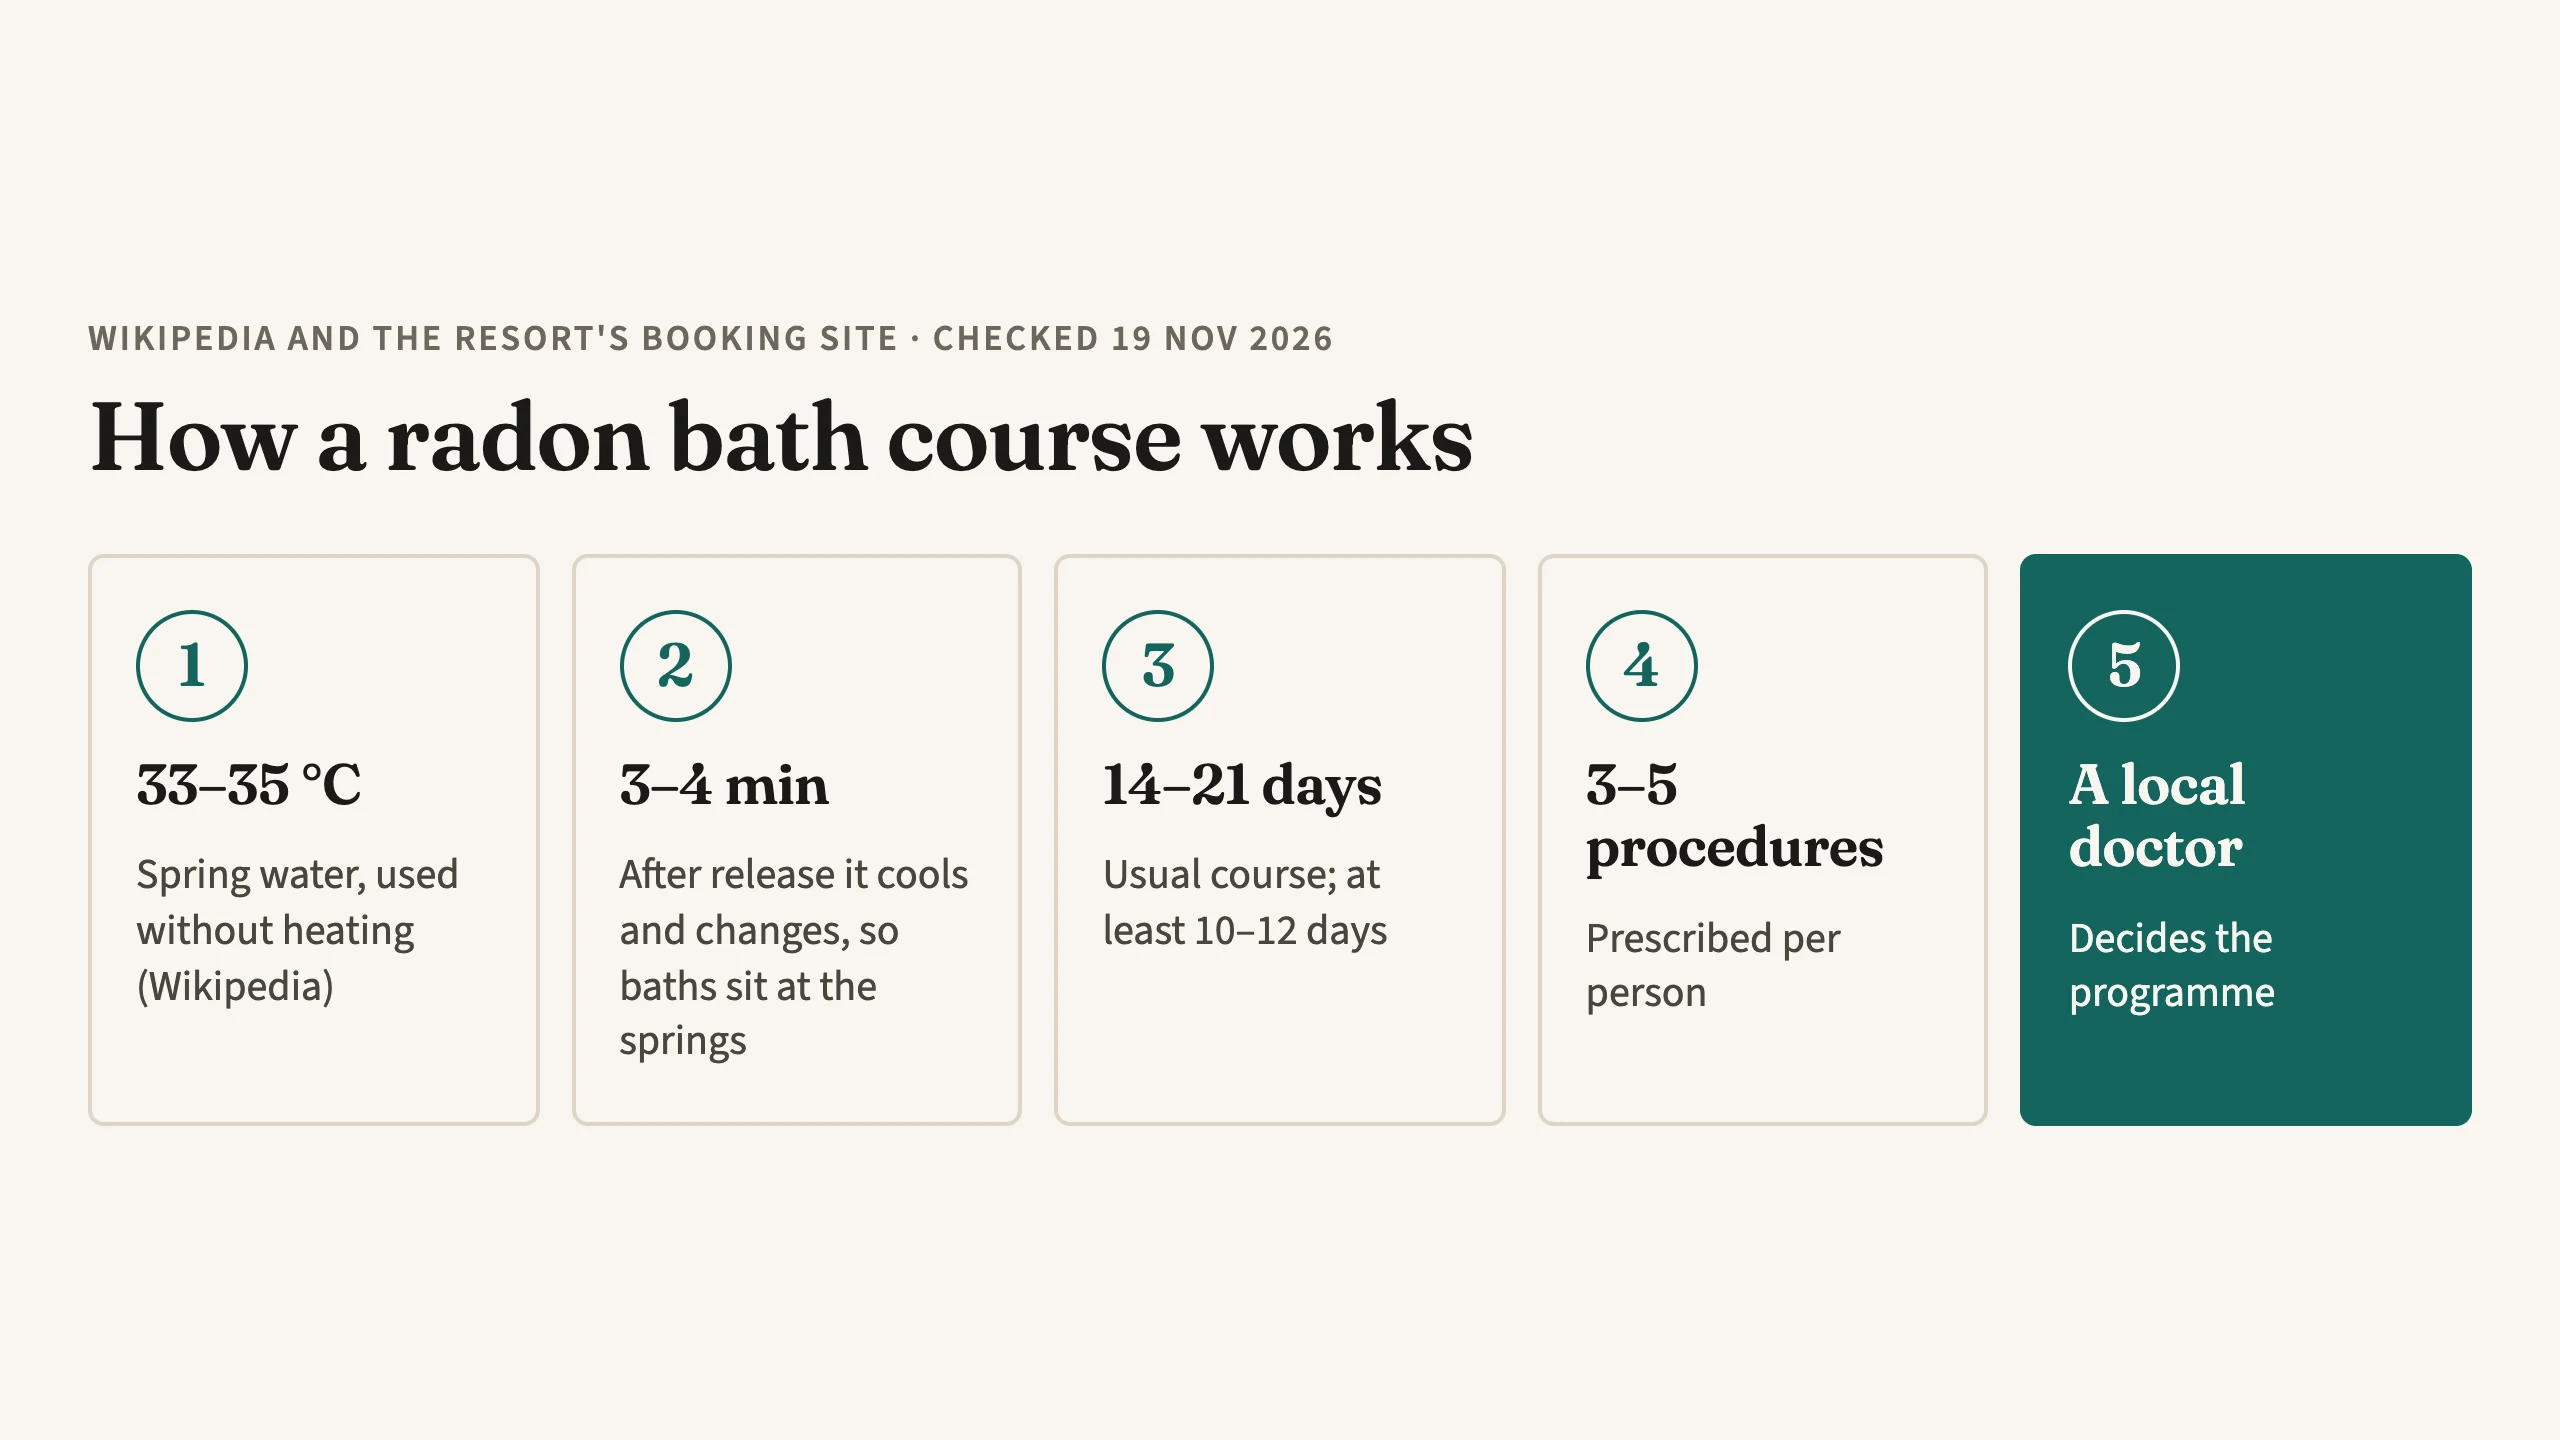 WIKIPEDIA AND THE RESORT'S BOOKING SITE · CHECKED 19 NOV 2026
How a radon bath course works
1
33–35 °C
Spring water, used
without heating
(Wikipedia)
2
3–4 min
After release it cools
and changes, so
baths sit at the
springs
3
14–21 days
Usual course; at
least 10–12 days
4
3–5
procedures
Prescribed per
person
5
A local
doctor
Decides the
programme